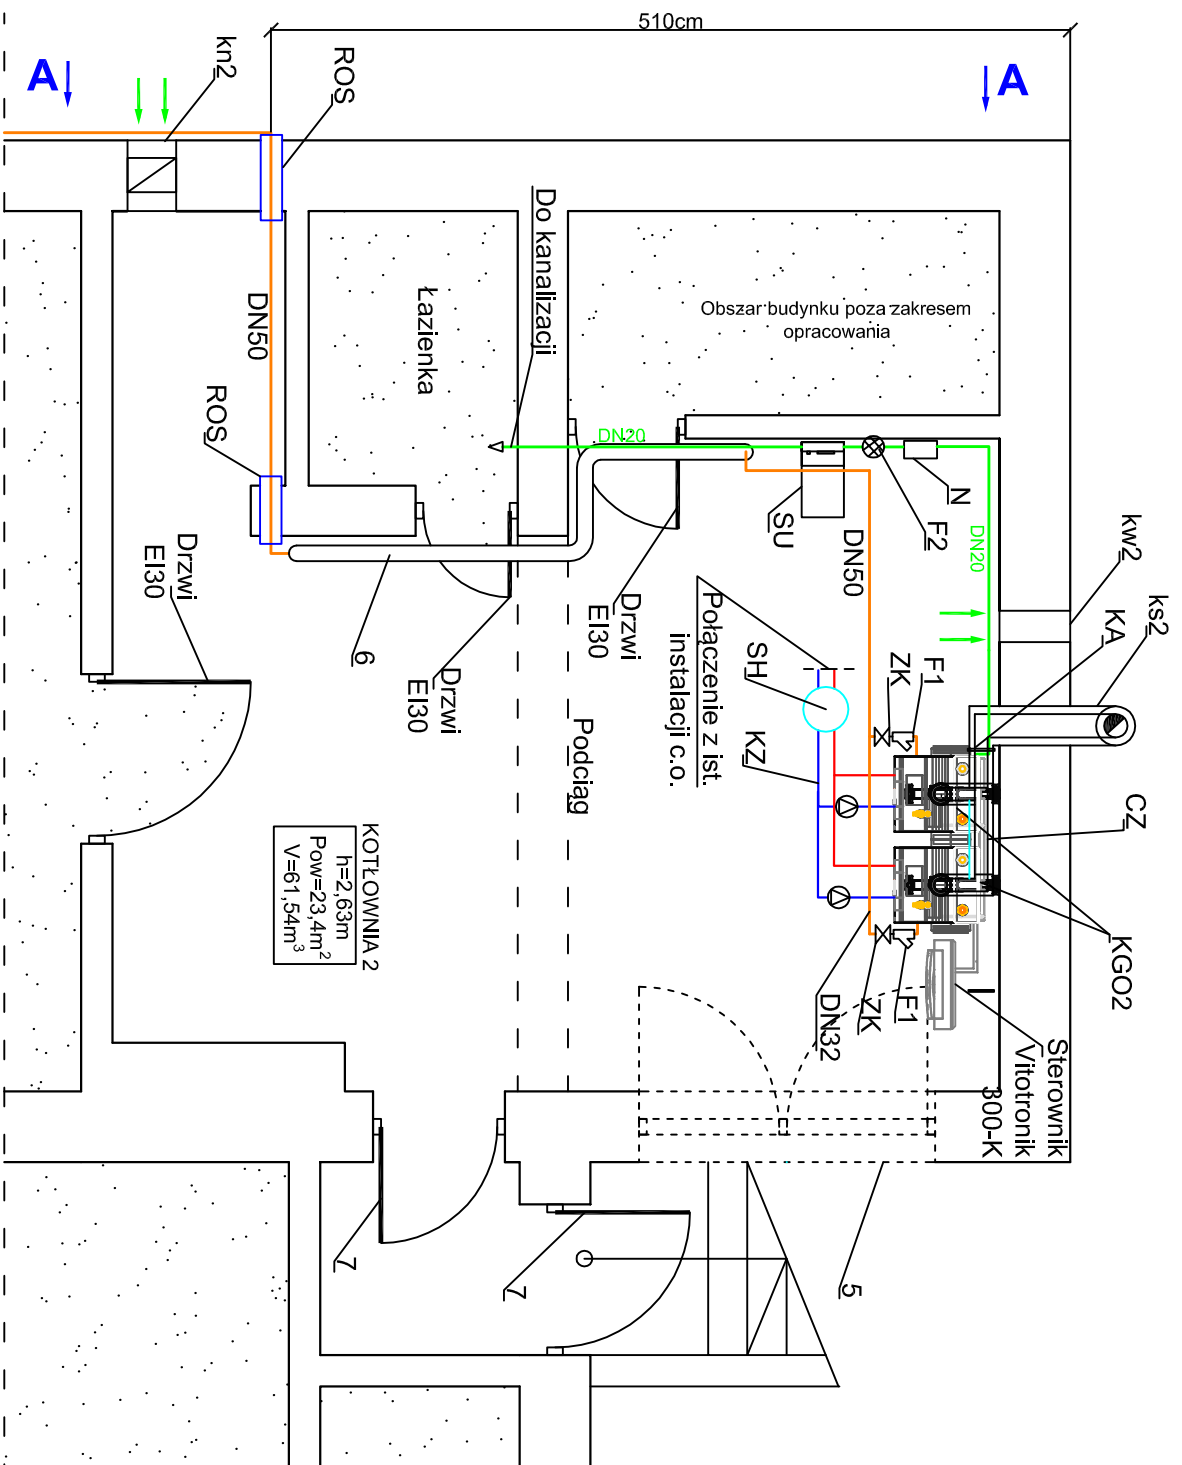 510cm
A
A
kn2
ROS
Do kanalizacji
DN50
Łazienka
Obszar budynku poza zakresem
opracowania
ROS
DN20
N
F2
SU
DN50
DN20
kw2
ks2
KA
Drzwi
EI30
6
Drzwi
EI30
Drzwi
EI30
Podciąg
Połączenie z ist.
instalacji c.o.
SH
KZ
ZK
F1
CZ
KGO2
KOTŁOWNIA 2
h=2,63m
Pow=23,4m²
V=61,54m³
DN32
ZK
F1
Sterownik
Vitotronik
300-K
7
7
5